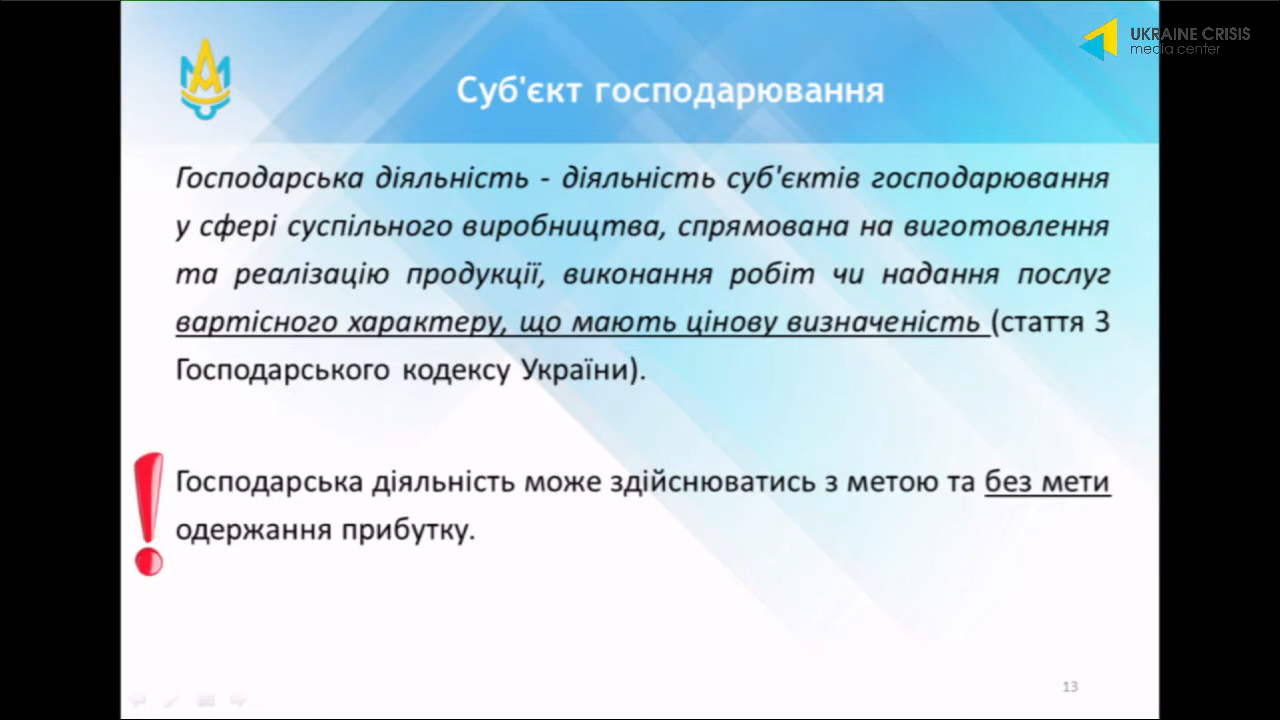 UKRAINE CRISIS
media center
Суб'єкт господарювання
Господарська діяльність - діяльність суб'єктів господарювання
у сфері суспільного виробництва, спрямована на виготовлення
та реалізацію продукції, виконання робіт чи надання послуг
вартісного характеру, що мають цінову визначеність (стаття 3
Господарського кодексу України).
Господарська діяльність може здійснюватись з метою та без мети
одержання прибутку.
13